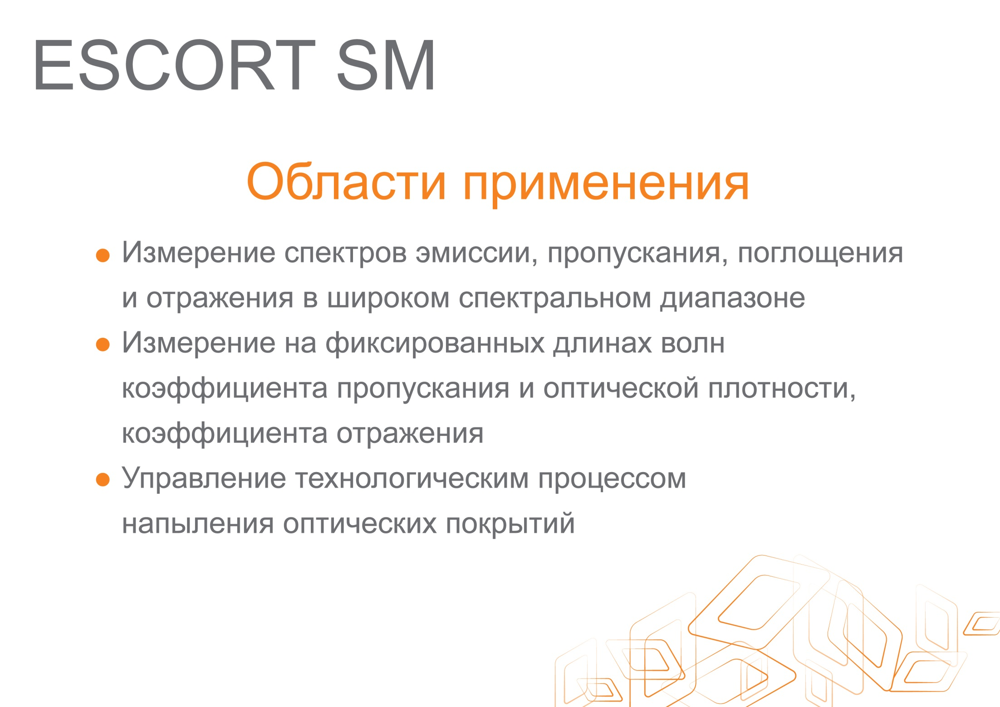 ESCORT SM
Области применения
● Измерение спектров эмиссии, пропускания, поглощения
и отражения в широком спектральном диапазоне
● Измерение на фиксированных длинах волн
коэффициента пропускания и оптической плотности,
коэффициента отражения
● Управление технологическим процессом
напыления оптических покрытий